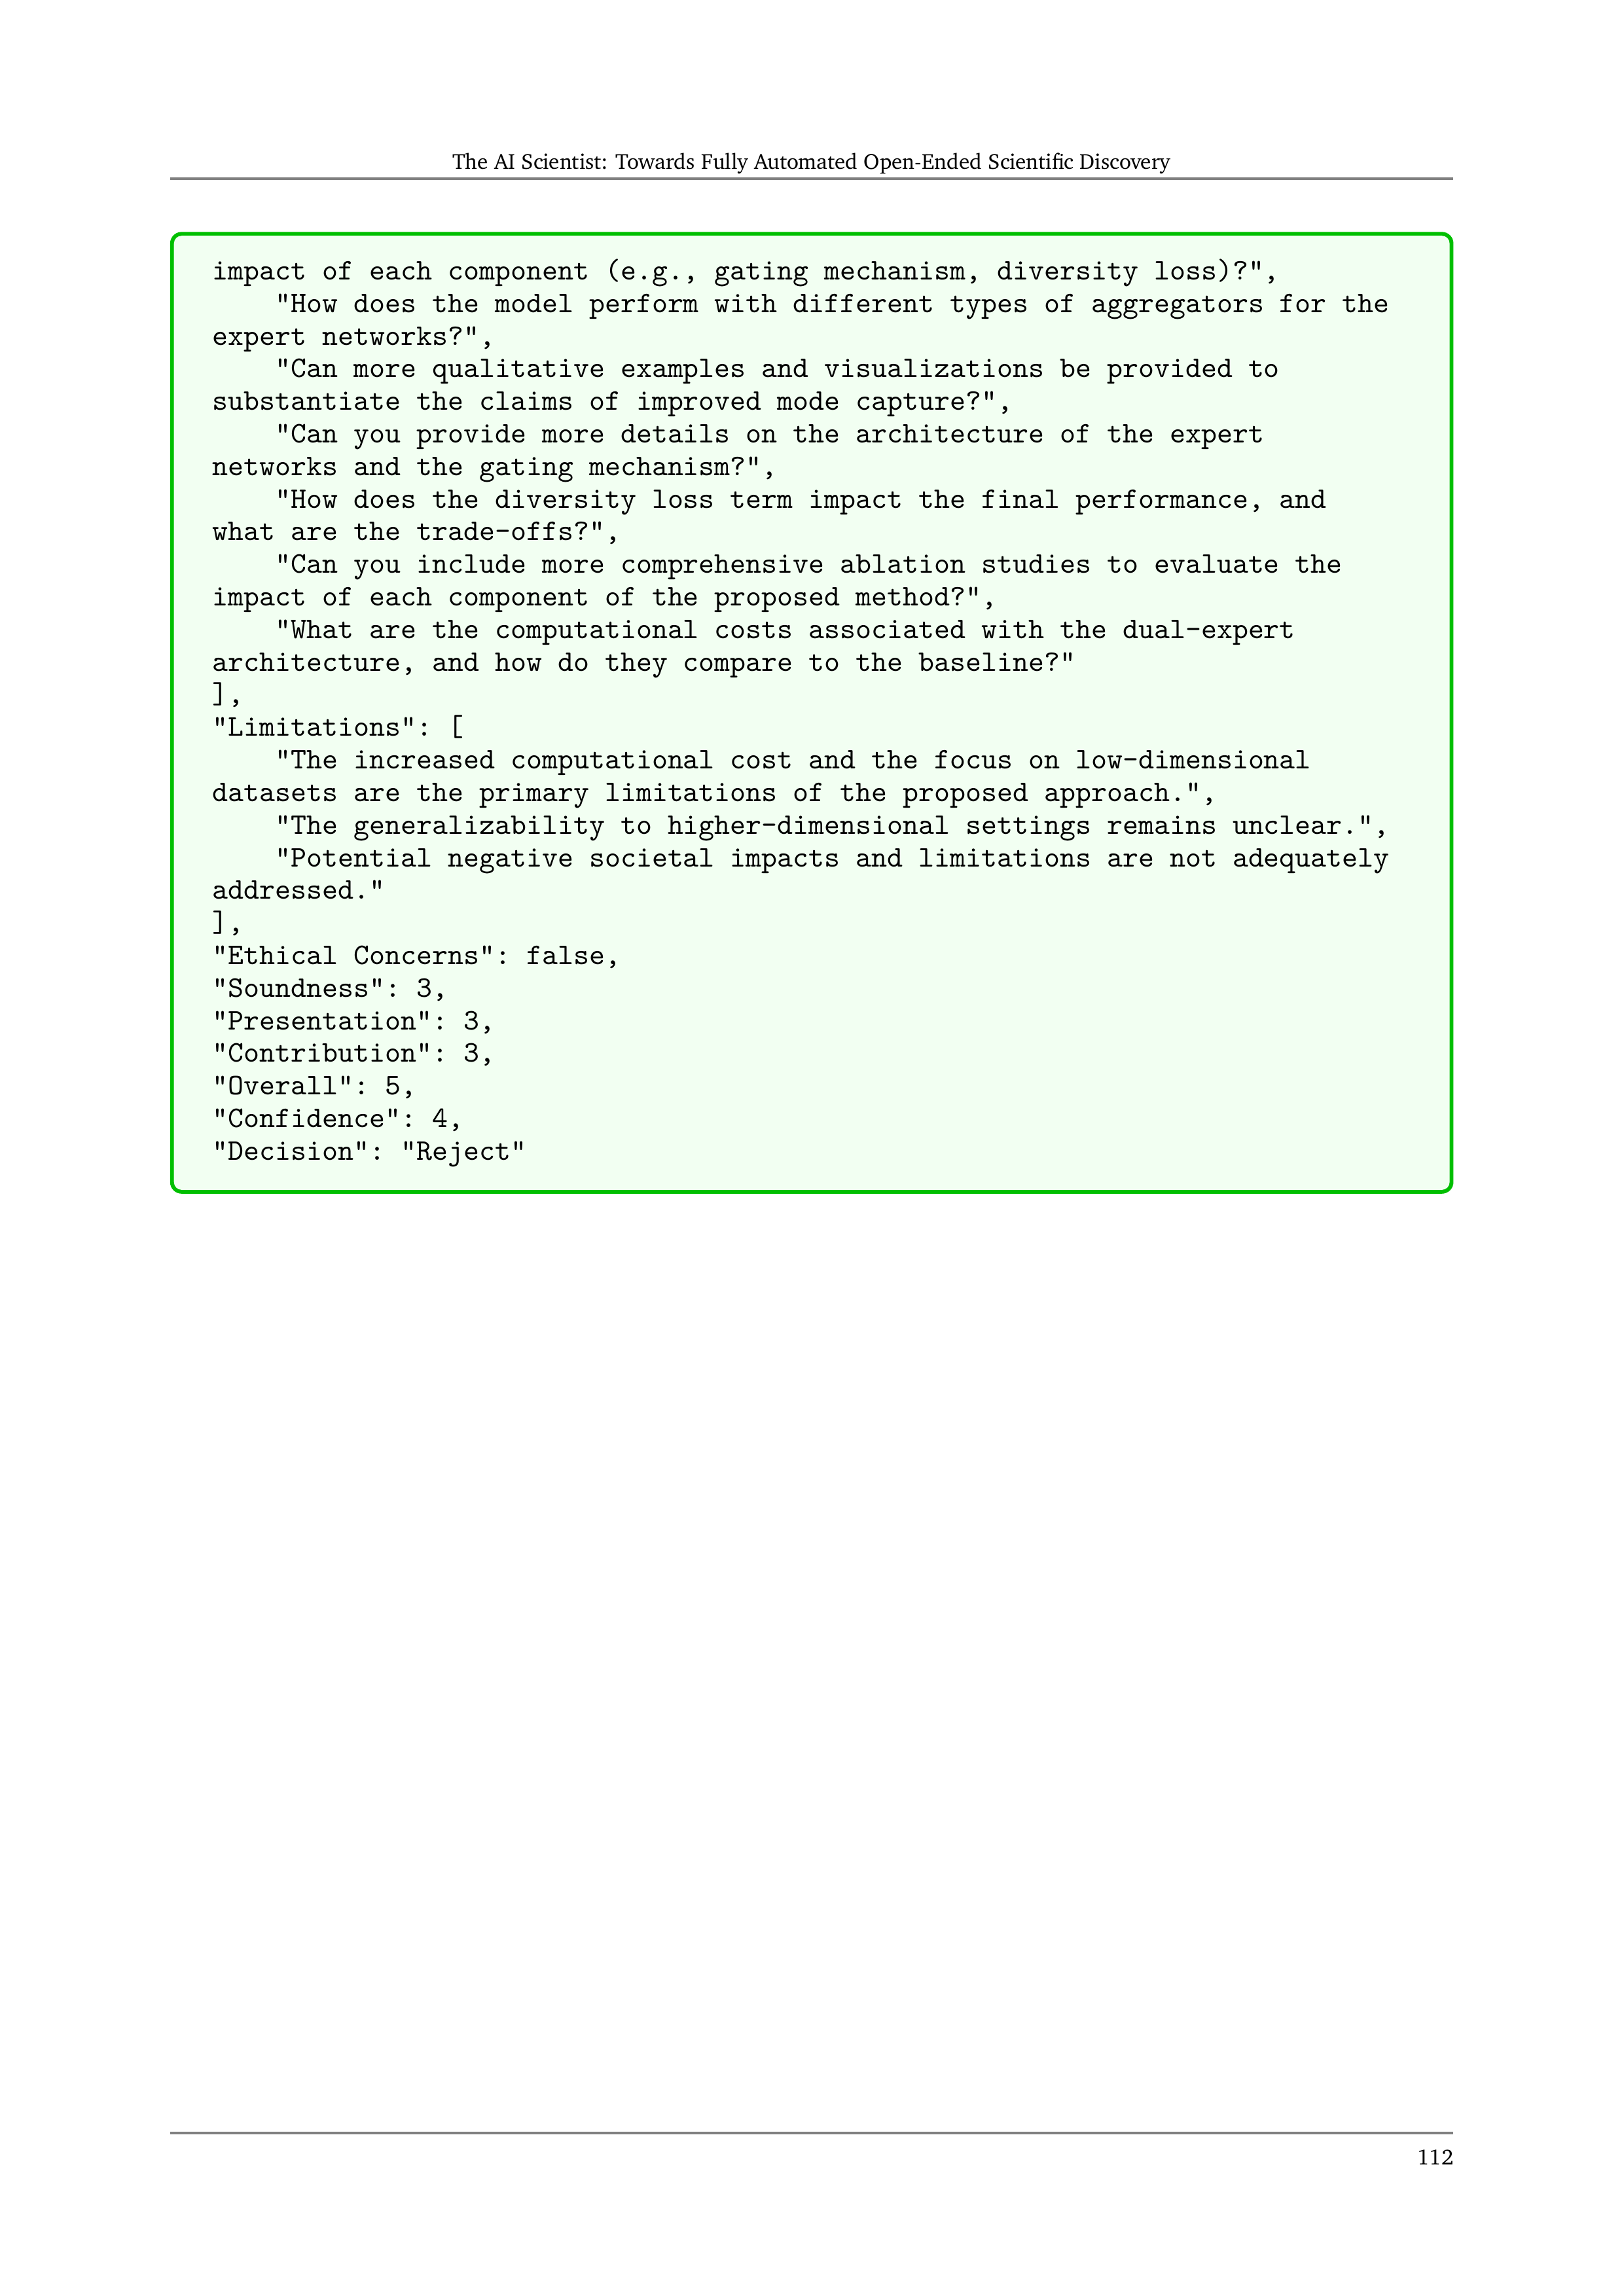 The AI Scientist: Towards Fully Automated Open-Ended Scientific Discovery
impact of each component (e.g., gating mechanism, diversity loss)?",
"How does the model perform with different types of aggregators for the
expert networks?",
"Can more qualitative examples and visualizations be provided to
substantiate the claims of improved mode capture?",
"Can you provide more details on the architecture of the expert
networks and the gating mechanism?",
"How does the diversity loss term impact the final performance, and
what are the trade-offs?",
"Can you include more comprehensive ablation studies to evaluate the
impact of each component of the proposed method?",
"What are the computational costs associated with the dual-expert
architecture, and how do they compare to the baseline?"
],
"Limitations": [
"The increased computational cost and the focus on low-dimensional
datasets are the primary limitations of the proposed approach.",
"The generalizability to higher-dimensional settings remains unclear.",
"Potential negative societal impacts and limitations are not adequately
addressed."
],
"Ethical Concerns": false,
"Soundness": 3,
"Presentation": 3,
"Contribution": 3,
"Overall": 5,
"Confidence": 4,
"Decision": "Reject"
112